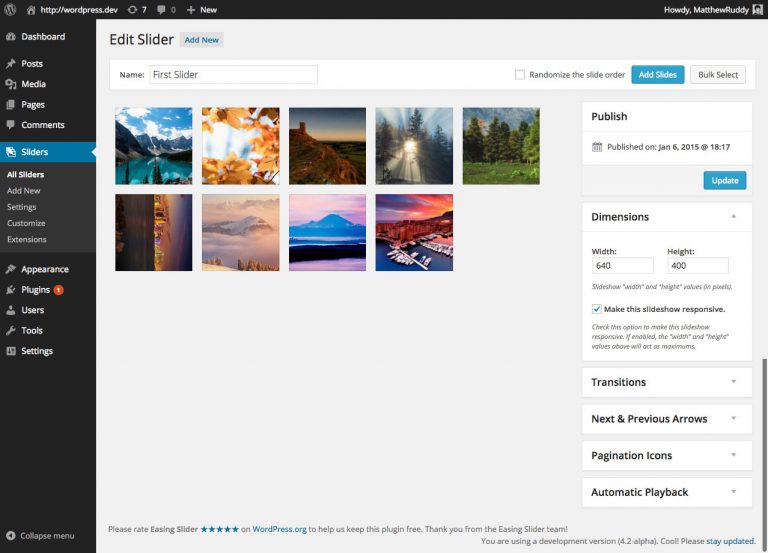 http://wordpress.dev 7 0 New Howdy, MatthewRuddy
Dashboard
Posts
Media
Pages
Comments
Sliders
All Sliders
Add New
Settings
Customize
Extensions
Appearance
Plugins 1
Users
Tools
Settings
Collapse menu
Edit Slider Add New
Name: First Slider Randomize the slide order Add Slides Bulk Select
Publish
Published on: Jan 6, 2015 @ 18:17
Update
Dimensions
Width: Height:
640 400
Slideshow "width" and "height" values (in pixels).
Make this slideshow responsive.
Check this option to make this slideshow
responsive. If enabled, the "width" and "height"
values above will act as maximums.
Transitions
Next & Previous Arrows
Pagination Icons
Automatic Playback
Please rate Easing Slider ★★★★★ on WordPress.org to help us keep this plugin free. Thank you from the Easing Slider team!
You are using a development version (4.2-alpha). Cool! Please stay updated.